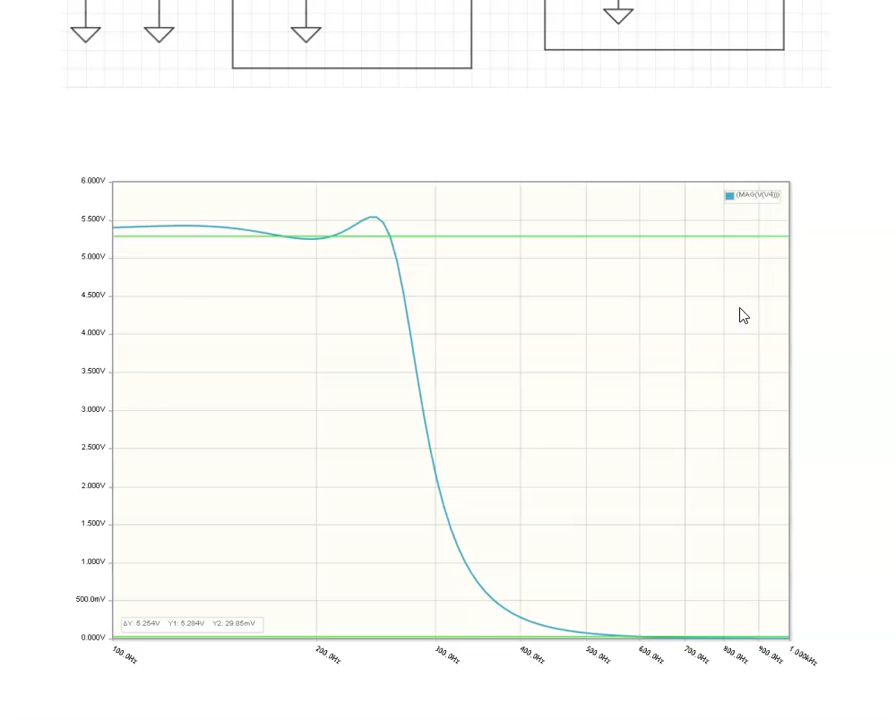 6.000V
(MAG(V(V4)))
5.500V
5.000V
4.500V
4.000V
3.500V
3.000V
2.500V
2.000V
1.500V
1.000V
500.0mV
ΔY: 5.254V Y1: 5.284V Y2: 29.85mV
0.000V
100.0Hz 200.0Hz 300.0Hz 400.0Hz 500.0Hz 600.0Hz 700.0Hz 800.0Hz 900.0Hz 1.000kHz